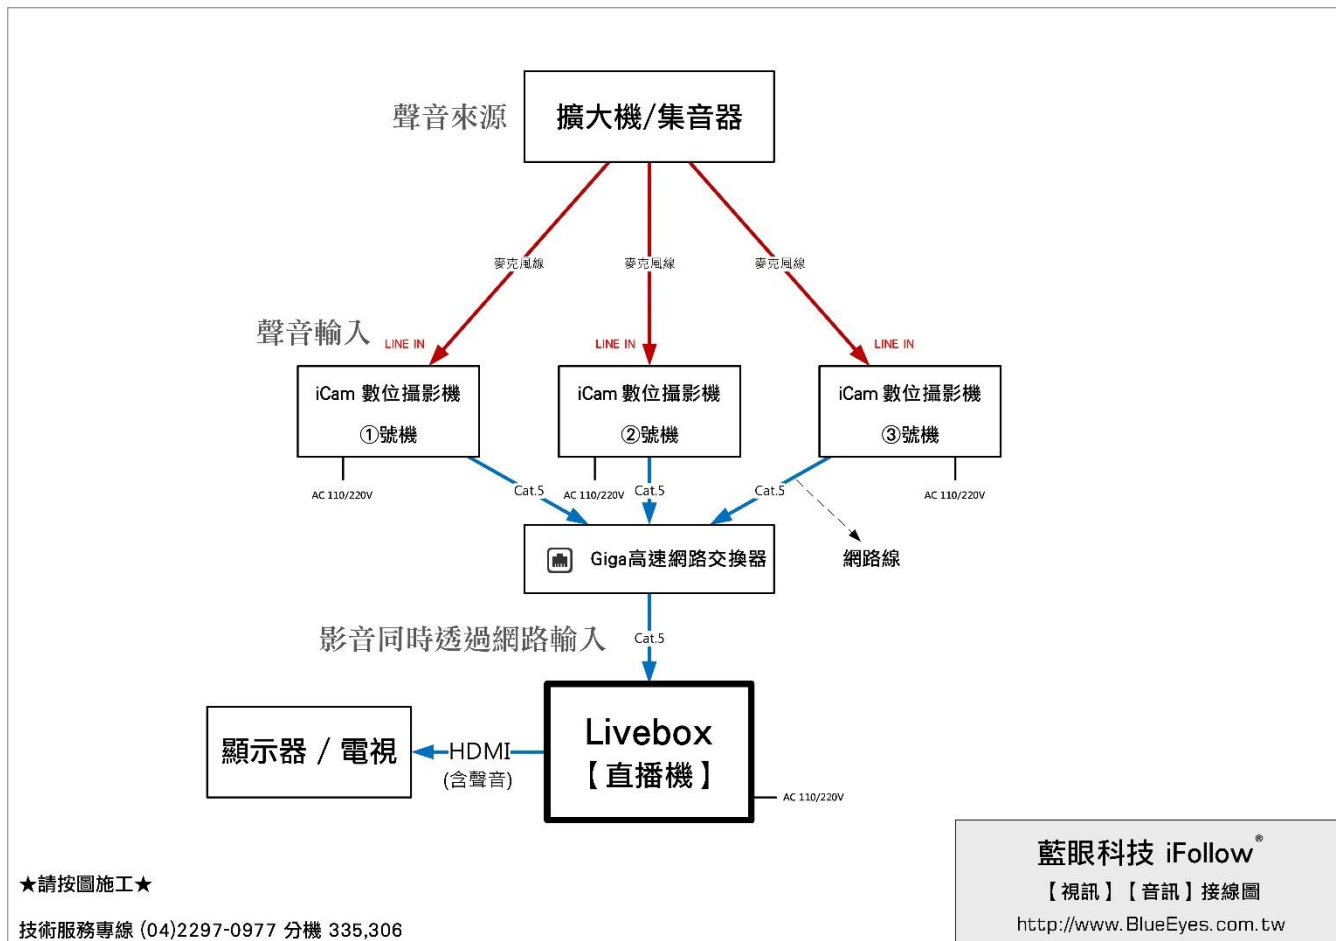 聲音來源
擴大機/集音器
麥克風線
麥克風線
麥克風線
聲音輸入
LINE IN
LINE IN
LINE IN
iCam 數位攝影機
①號機
iCam 數位攝影機
②號機
iCam 數位攝影機
③號機
AC 110/220V
Cat.5
AC 110/220V
Cat.5
Cat.5
AC 110/220V
Giga高速網路交換器
網路線
影音同時透過網路輸入
Cat.5
顯示器 / 電視
HDMI
(含聲音)
Livebox
【直播機】
AC 110/220V
藍眼科技 iFollow®
【視訊】【音訊】接線圖
http://www.BlueEyes.com.tw
★請按圖施工★
技術服務專線 (04)2297-0977 分機 335,306